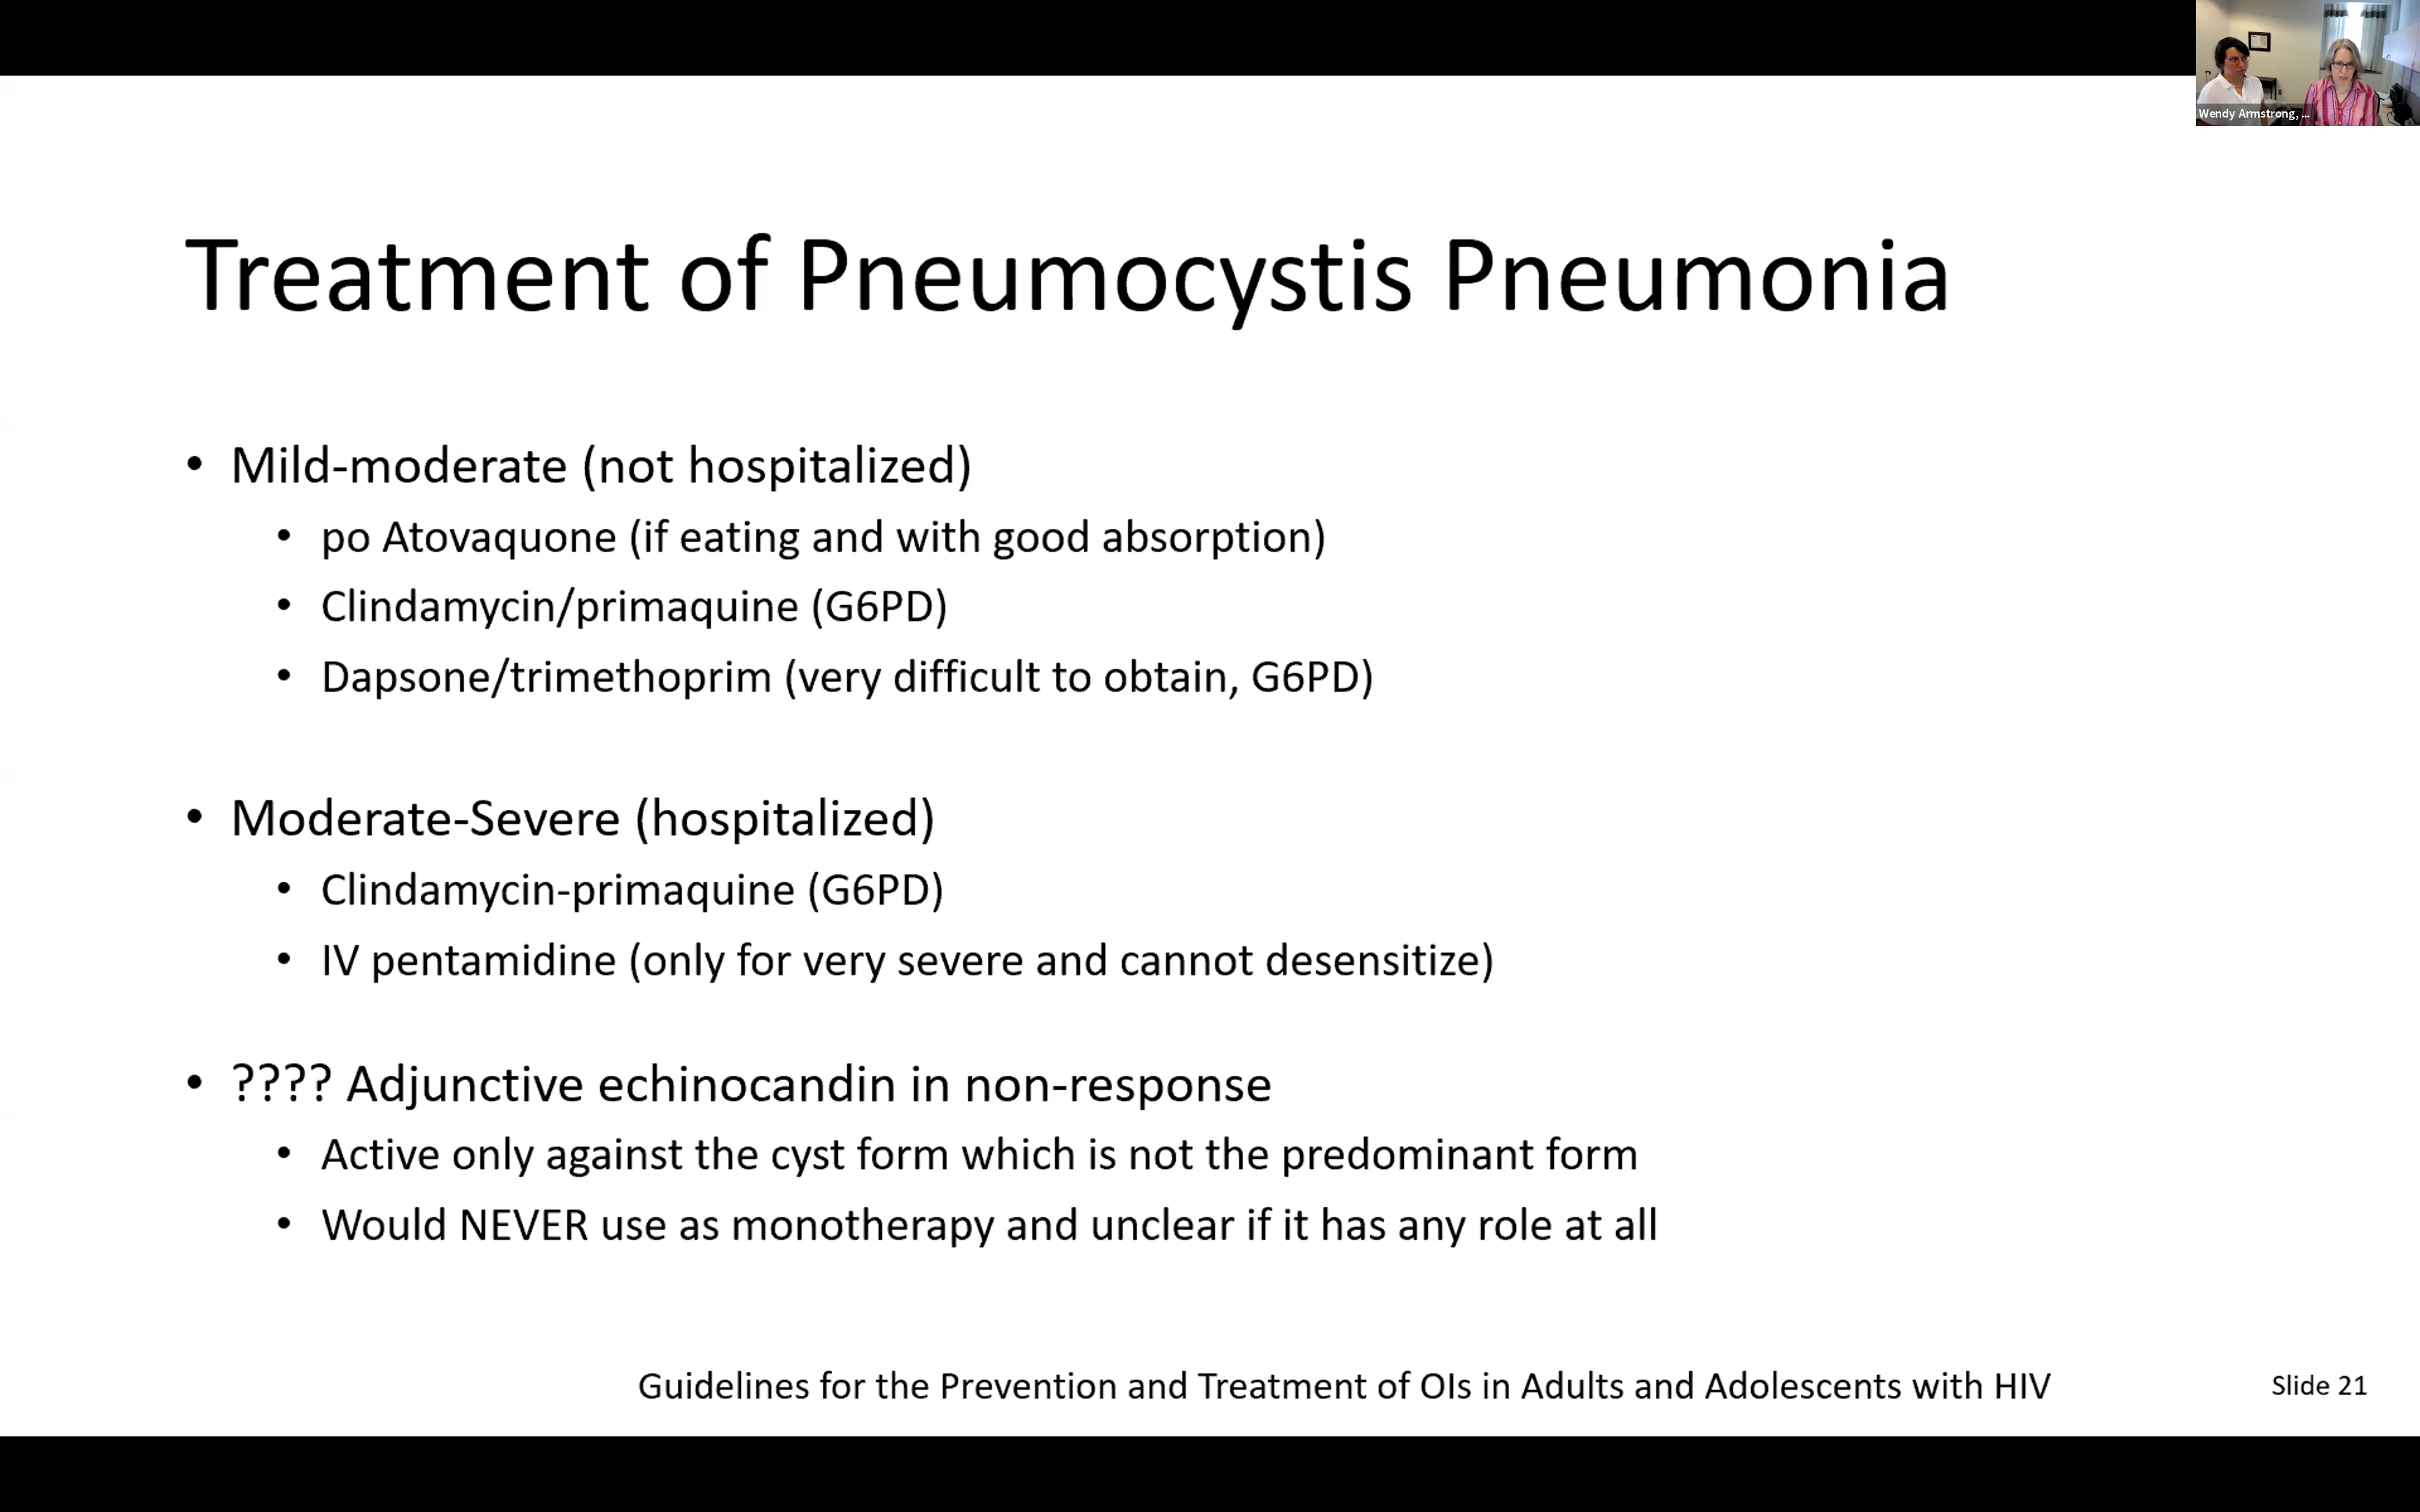 Wendy Armstrong, ...
Treatment of Pneumocystis Pneumonia
• Mild-moderate (not hospitalized)
• po Atovaquone (if eating and with good absorption)
• Clindamycin/primaquine (G6PD)
• Dapsone/trimethoprim (very difficult to obtain, G6PD)
• Moderate-Severe (hospitalized)
• Clindamycin-primaquine (G6PD)
• IV pentamidine (only for very severe and cannot desensitize)
• ???? Adjunctive echinocandin in non-response
• Active only against the cyst form which is not the predominant form
• Would NEVER use as monotherapy and unclear if it has any role at all
Guidelines for the Prevention and Treatment of OIs in Adults and Adolescents with HIV
Slide 21